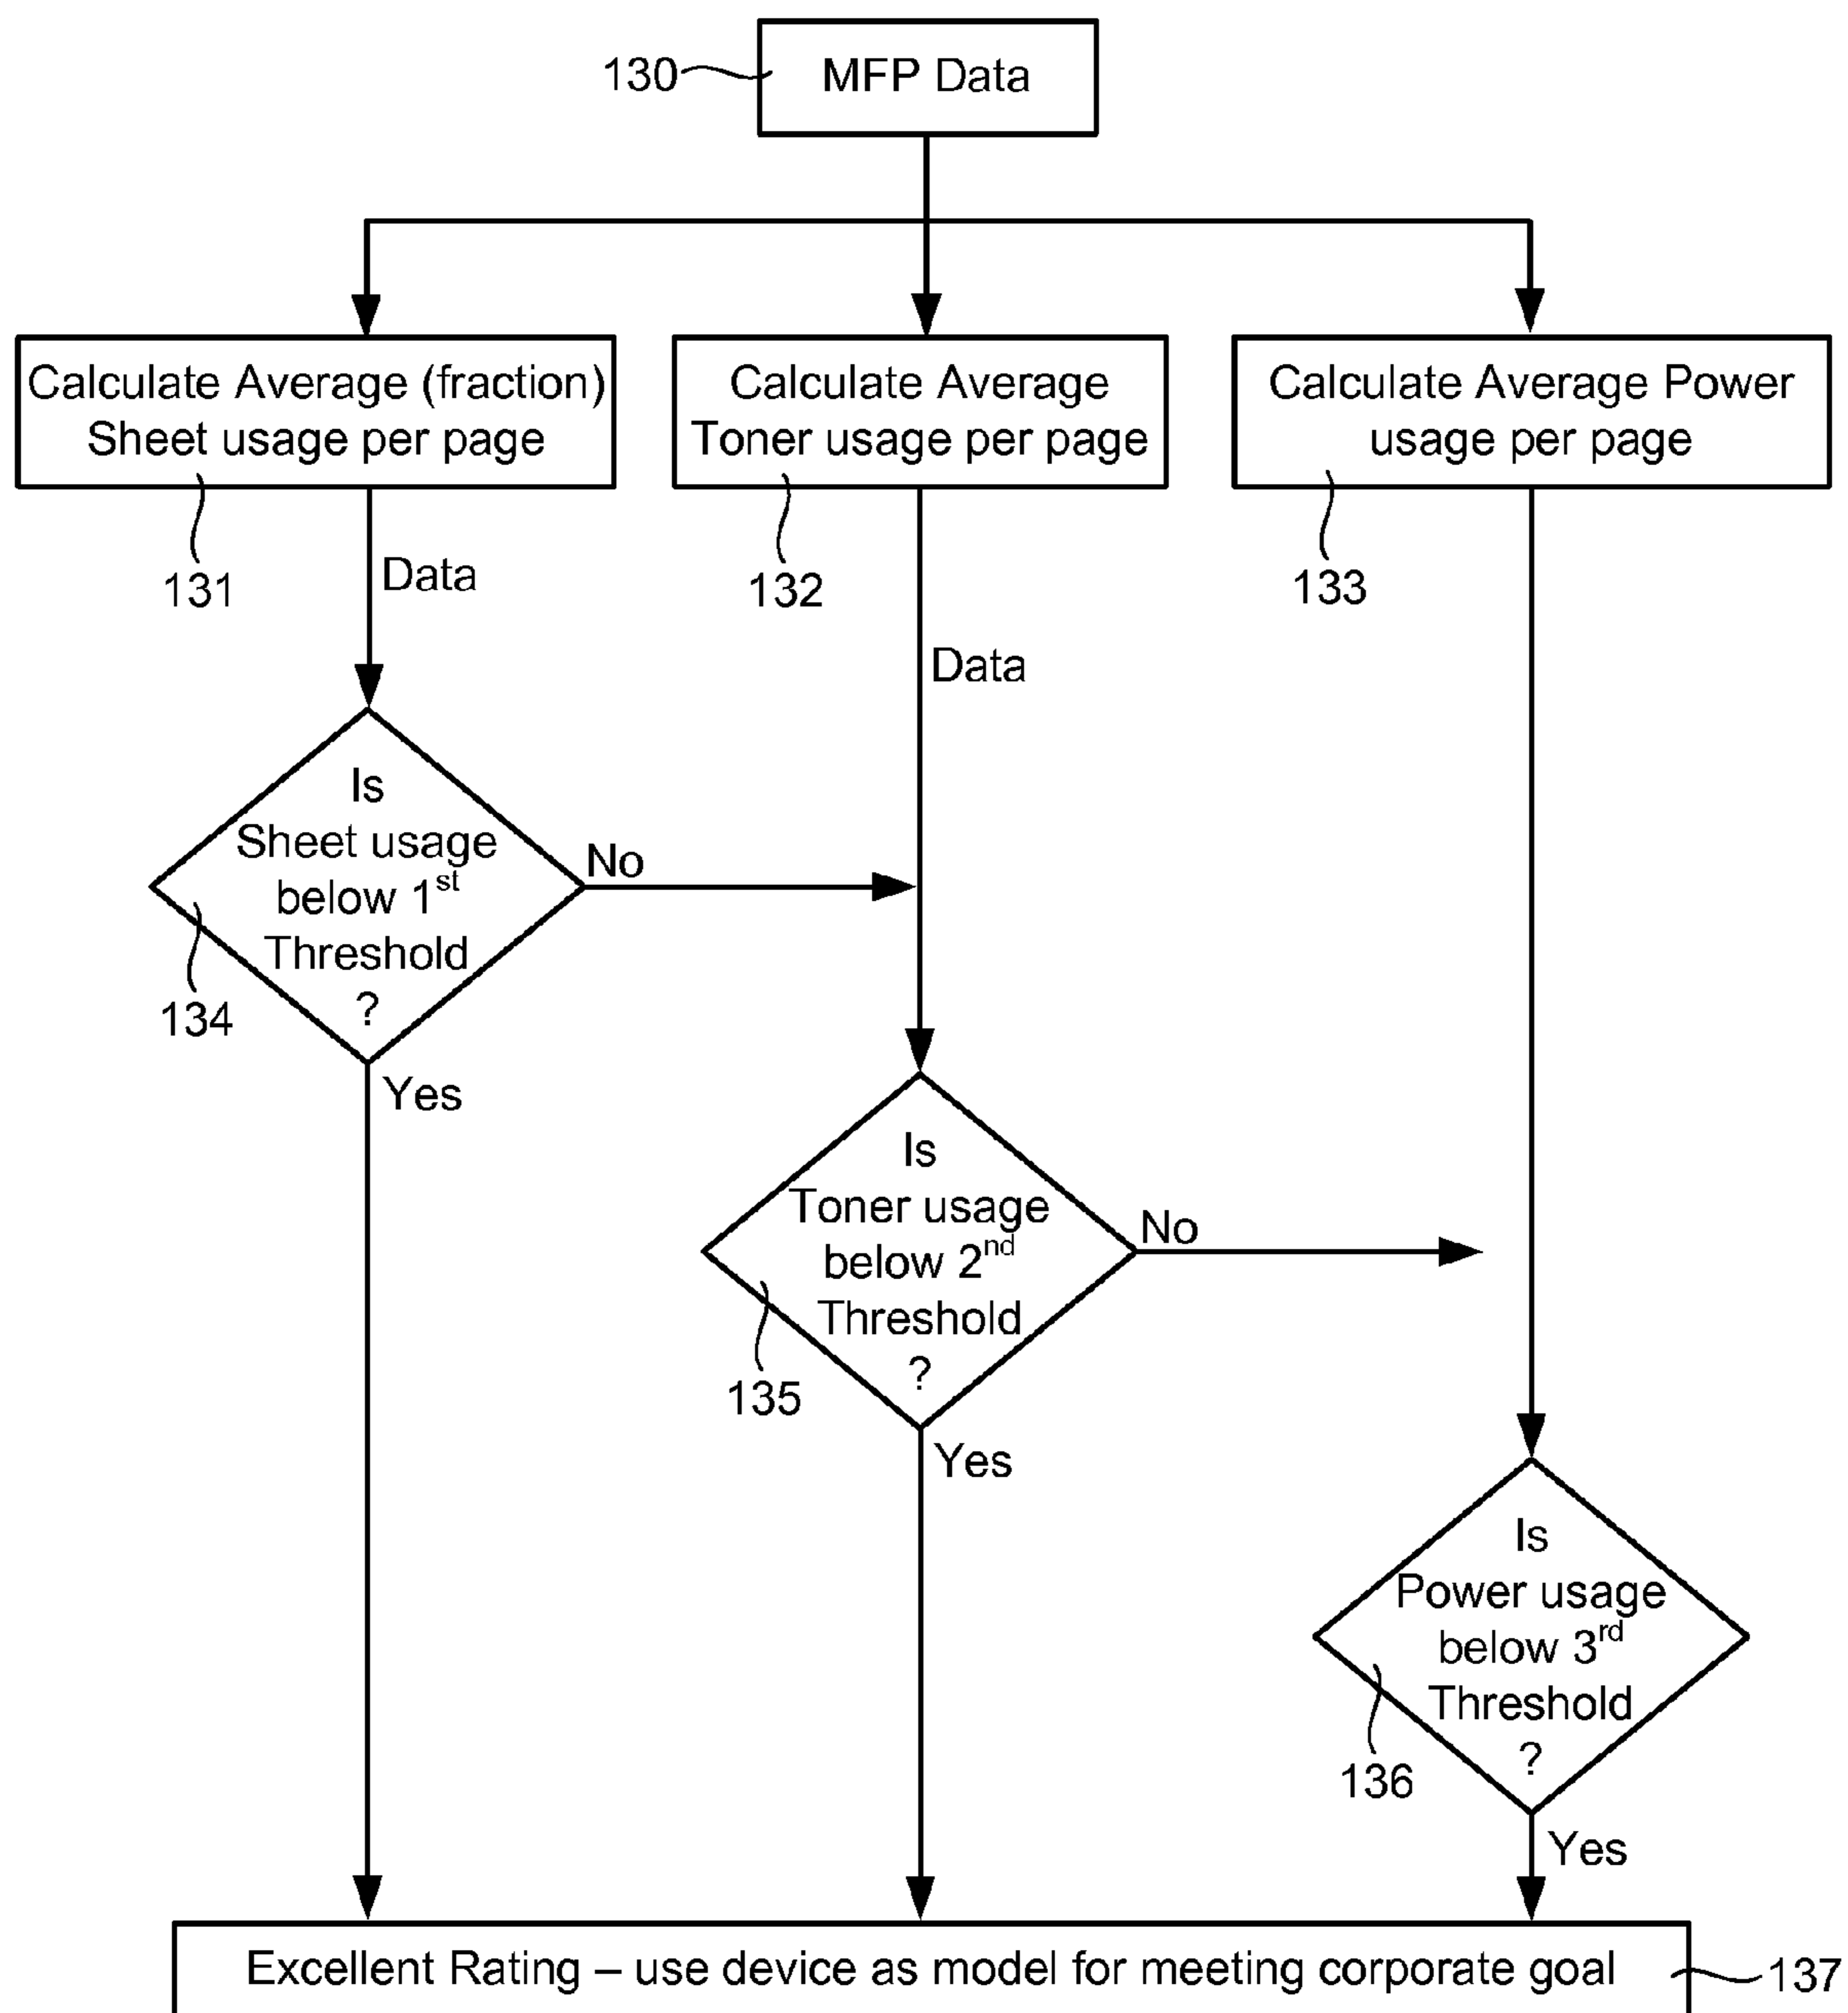 130
MFP Data
Calculate Average (fraction)
Sheet usage per page
131
Calculate Average
Toner usage per page
132
Calculate Average Power
usage per page
133
Data
Data
Is
Sheet usage
below 1st
Threshold
?
134
No
Yes
Is
Toner usage
below 2nd
Threshold
?
135
No
Yes
Is
Power usage
below 3rd
Threshold
?
136
Yes
Excellent Rating – use device as model for meeting corporate goal
137